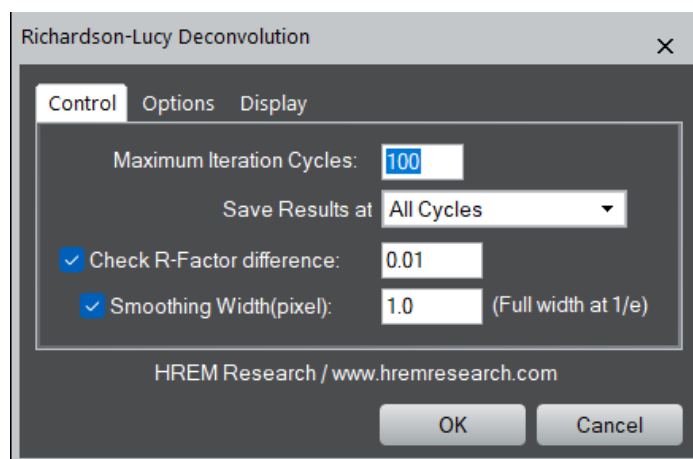 Richardson-Lucy Deconvolution
Control Options Display
Maximum Iteration Cycles: 100
Save Results at All Cycles
Check R-Factor difference: 0.01
Smoothing Width(pixel): 1.0 (Full width at 1/e)
HREM Research / www.hremresearch.com
OK Cancel